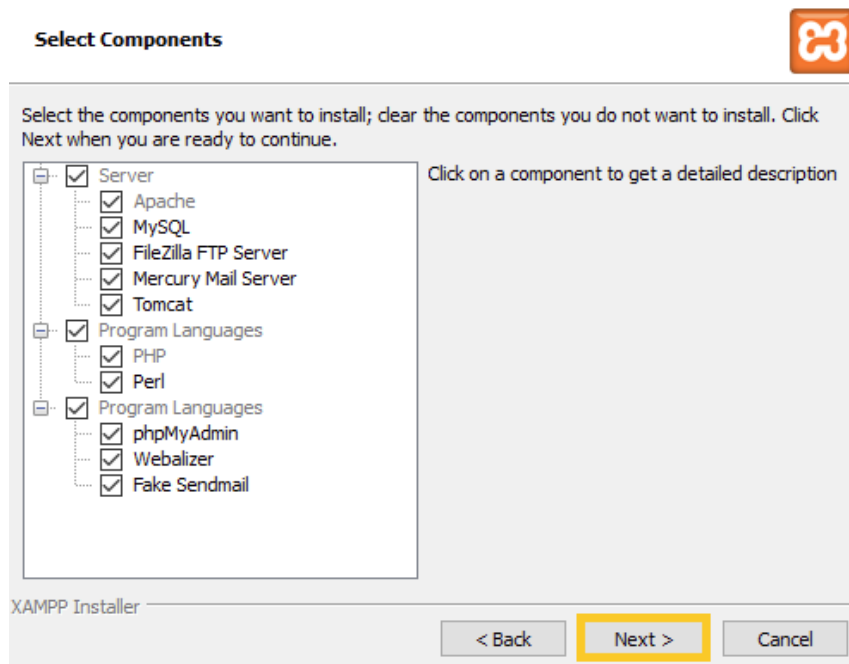 Select Components
Select the components you want to install; clear the components you do not want to install. Click
Next when you are ready to continue.
Server
Apache
MySQL
FileZilla FTP Server
Mercury Mail Server
Tomcat
Program Languages
PHP
Perl
Program Languages
phpMyAdmin
Webalizer
Fake Sendmail
Click on a component to get a detailed description
XAMPP Installer
< Back
Next >
Cancel